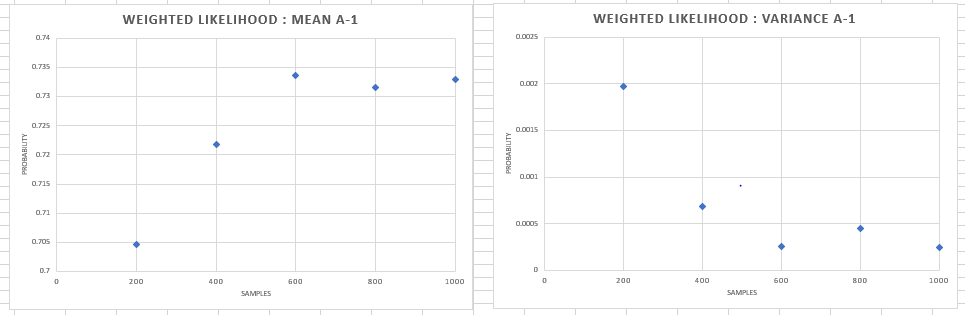 WEIGHTED LIKELIHOOD : MEAN A-1
0.74
0.735
0.73
0.725
0.72
0.715
0.71
0.705
0.7
PROBABILITY
0 200 400 600 800 1000
SAMPLES
WEIGHTED LIKELIHOOD : VARIANCE A-1
0.0025
0.002
0.0015
0.001
0.0005
0
PROBABILITY
0 200 400 600 800 1000
SAMPLES